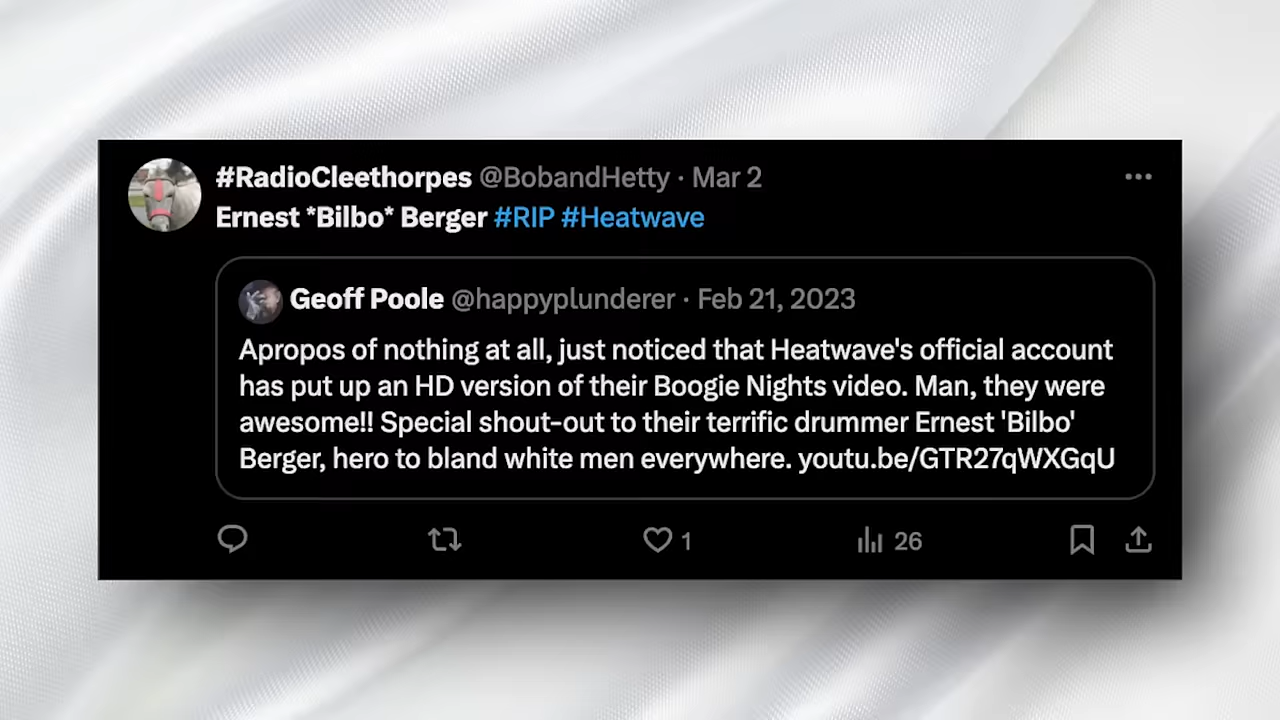 #RadioCleethorpes @BobandHetty · Mar 2
Ernest *Bilbo* Berger #RIP #Heatwave
Geoff Poole @happyplunderer · Feb 21, 2023
Apropos of nothing at all, just noticed that Heatwave's official account
has put up an HD version of their Boogie Nights video. Man, they were
awesome!! Special shout-out to their terrific drummer Ernest 'Bilbo'
Berger, hero to bland white men everywhere. youtu.be/GTR27qWXGqU
1 26